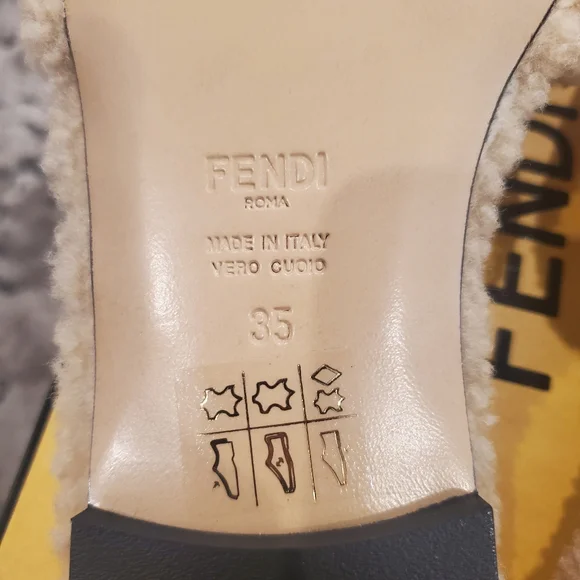 FENDI
ROMA
MADE IN ITALY
VERO CUOIO
35
FENDI